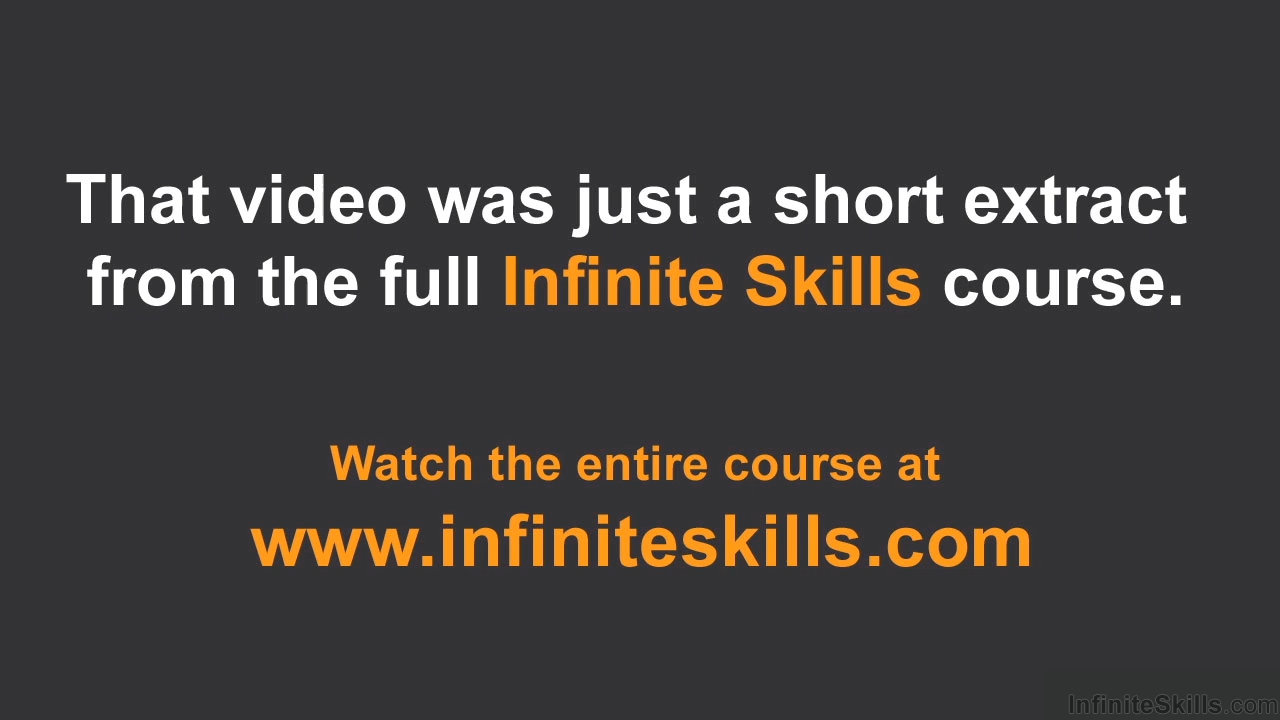 That video was just a short extract
from the full Infinite Skills course.
Watch the entire course at
www.infiniteskills.com
InfiniteSkills.com